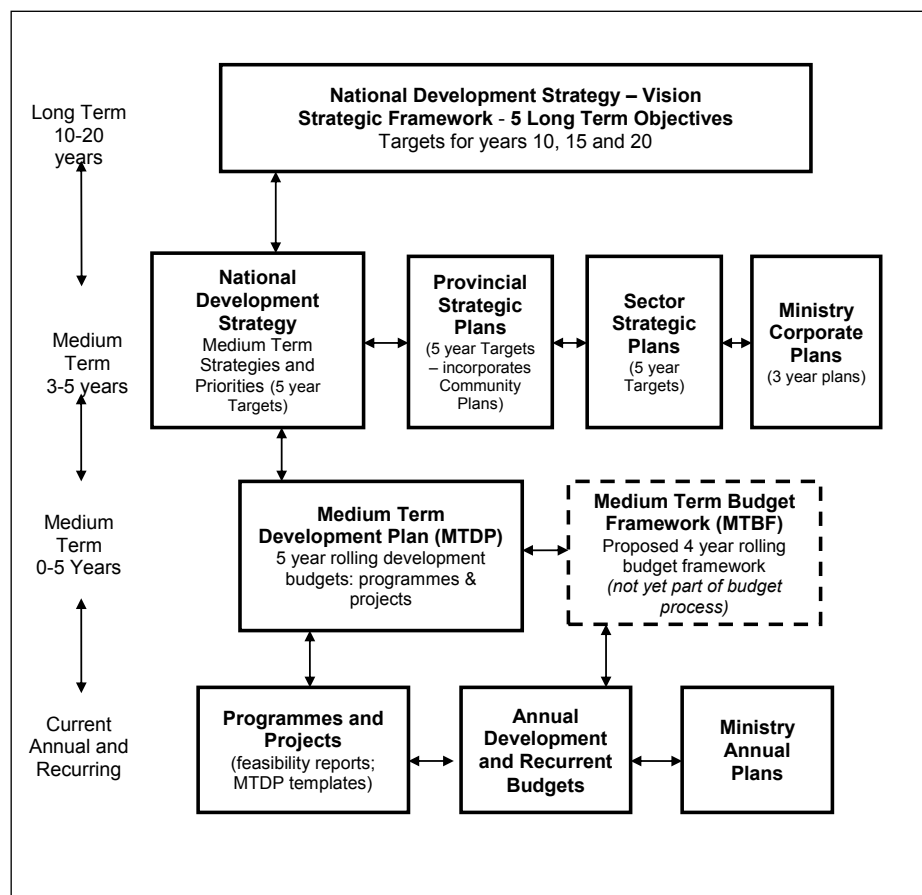 National Development Strategy – Vision
Strategic Framework - 5 Long Term Objectives
Targets for years 10, 15 and 20
Long Term
10-20
years
National
Development
Strategy
Medium Term
Strategies and
Priorities (5 year
Targets)
Provincial
Strategic
Plans
(5 year Targets
– incorporates
Community
Plans)
Sector
Strategic
Plans
(5 year
Targets)
Ministry
Corporate
Plans
(3 year plans)
Medium
Term
3-5 years
Medium Term
Development Plan (MTDP)
5 year rolling development
budgets: programmes &
projects
Medium Term Budget
Framework (MTBF)
Proposed 4 year rolling
budget framework
(not yet part of budget
process)
Medium
Term
0-5 Years
Programmes and
Projects
(feasibility reports;
MTDP templates)
Annual
Development
and Recurrent
Budgets
Ministry
Annual
Plans
Current
Annual and
Recurring